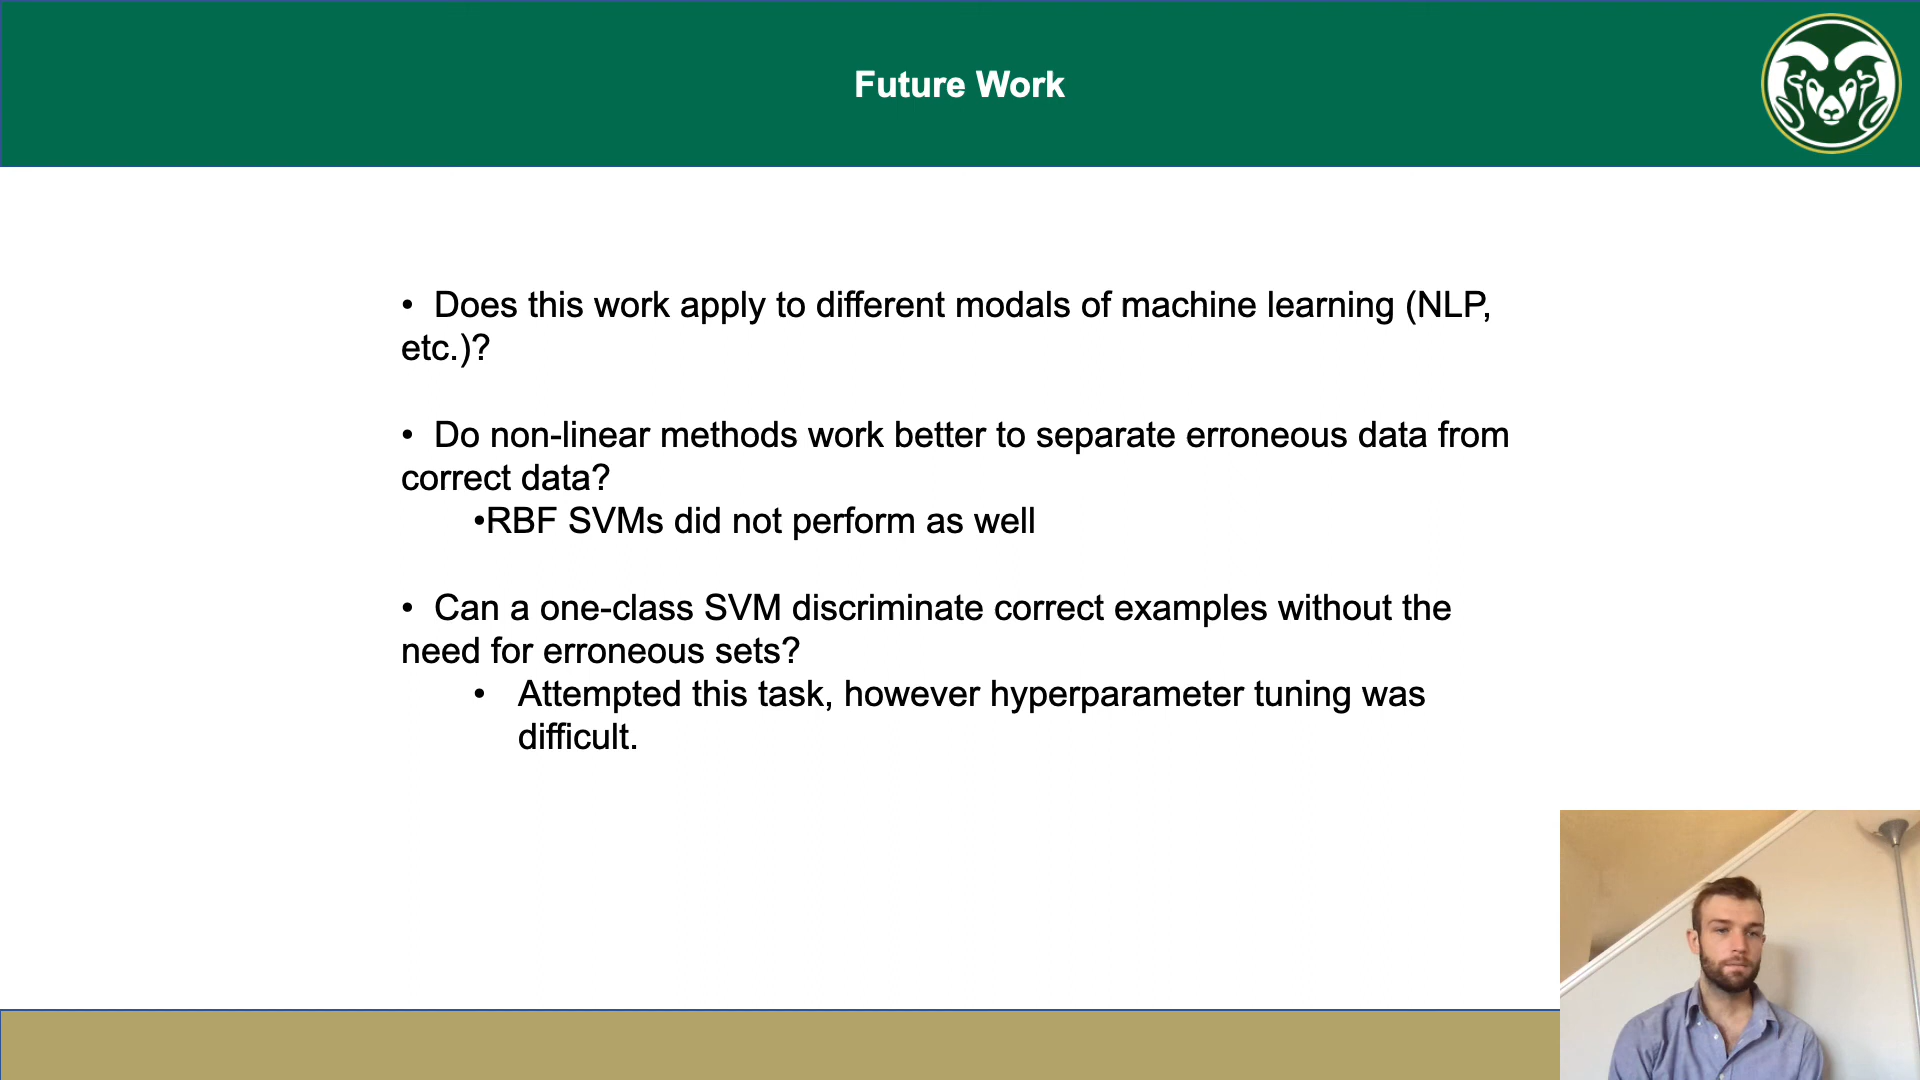 Future Work
• Does this work apply to different modals of machine learning (NLP,
etc.)?
• Do non-linear methods work better to separate erroneous data from
correct data?
•RBF SVMs did not perform as well
• Can a one-class SVM discriminate correct examples without the
need for erroneous sets?
• Attempted this task, however hyperparameter tuning was
difficult.